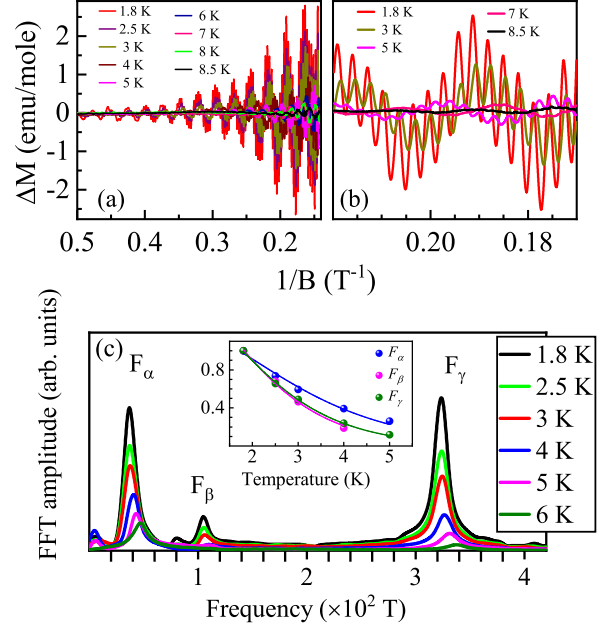 1.8 K 6 K
2.5 K 7 K
3 K 8 K
4 K 8.5 K
5 K
1.8 K 7 K
3 K 8.5 K
5 K
ΔM (emu/mole)
2
1
0
-1
-2
(a)
(b)
0.5 0.4 0.3 0.2
0.20 0.18
1/B (T⁻¹)
FFT amplitude (arb. units)
(c)
Fα
Fβ
Fγ
0.8
0.4
Fα
Fβ
Fγ
2 3 4 5
Temperature (K)
1.8 K
2.5 K
3 K
4 K
5 K
6 K
1 2 3 4
Frequency (×10² T)